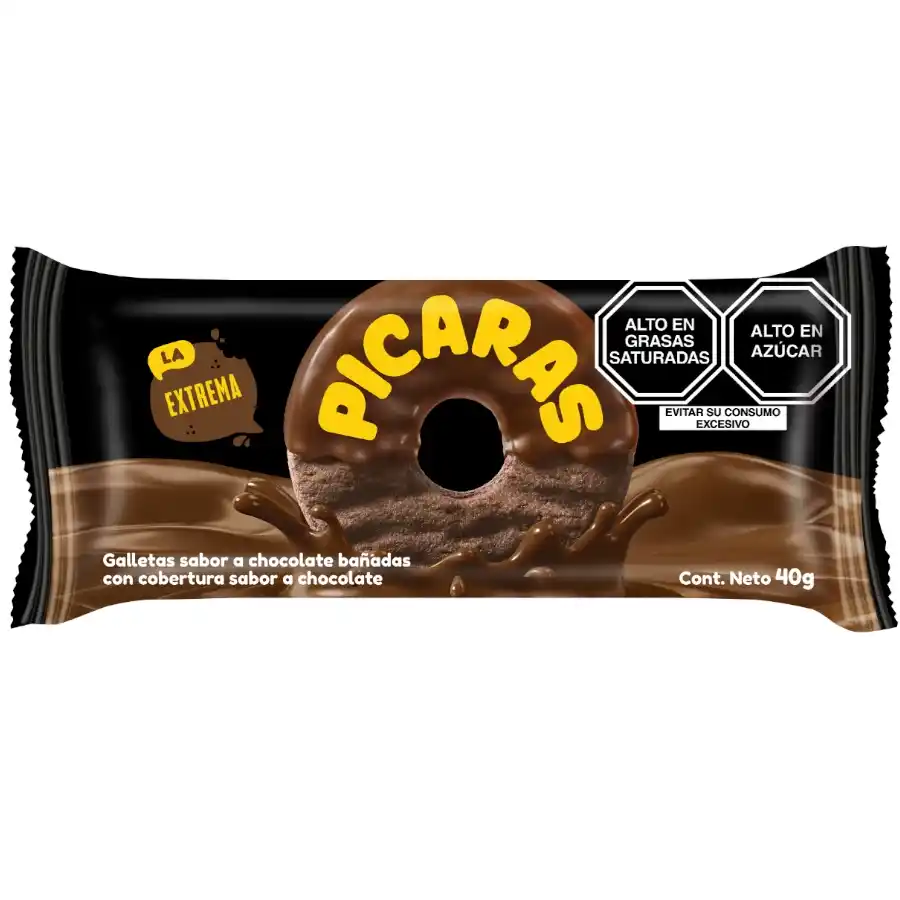 LA
EXTREMA
PICARAS
ALTO EN
GRASAS
SATURADAS
ALTO EN
AZÚCAR
EVITAR SU CONSUMO
EXCESIVO
Galletas sabor a chocolate bañadas
con cobertura sabor a chocolate
Cont. Neto 40g